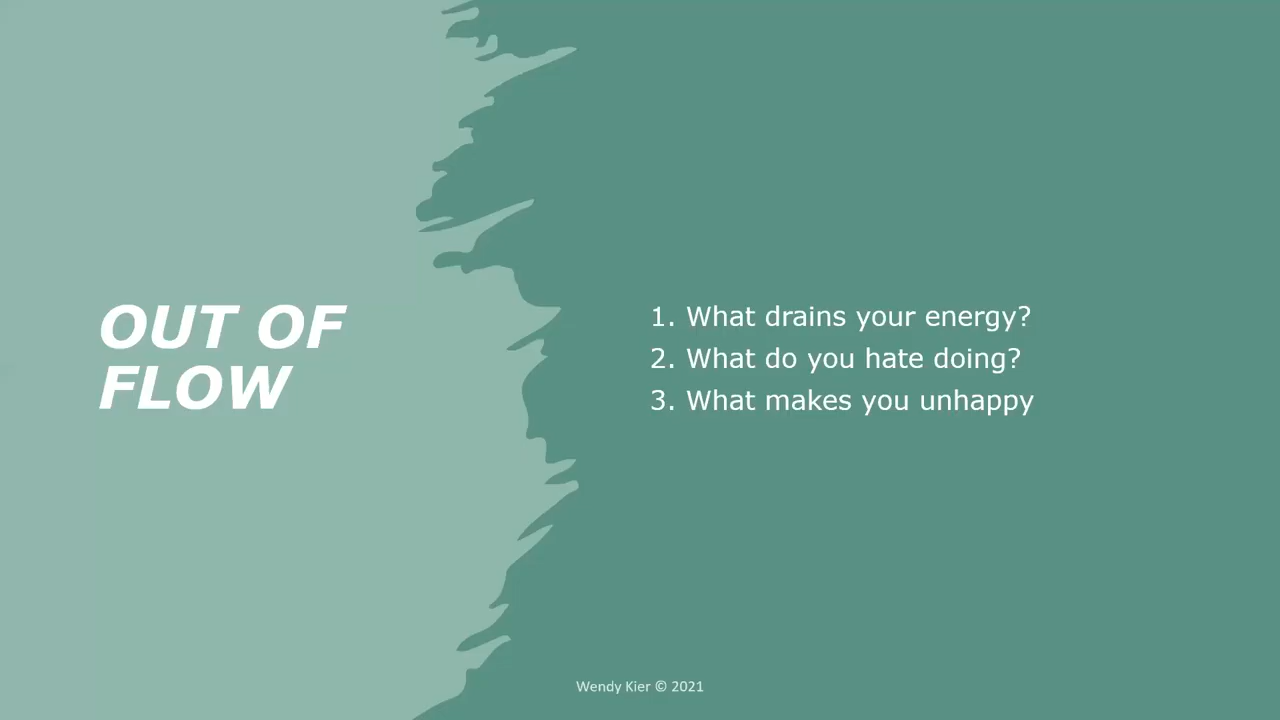 OUT OF
FLOW
1. What drains your energy?
2. What do you hate doing?
3. What makes you unhappy
Wendy Kier © 2021